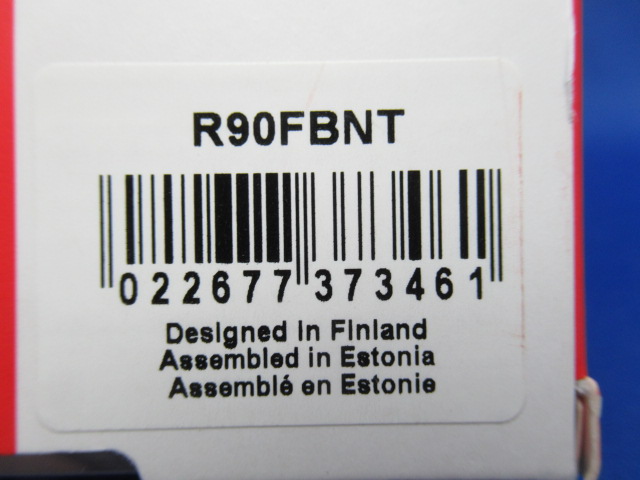 R90FBNT
022677 373461
Designed in Finland
Assembled in Estonia
Assemblé en Estonie